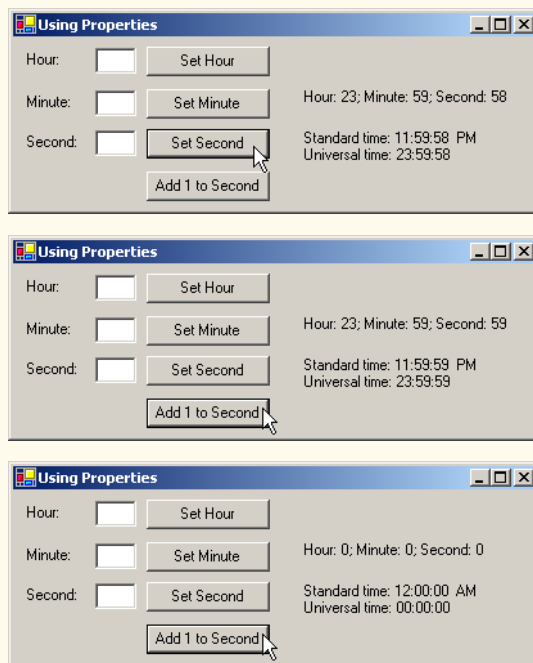 Using Properties
Hour: Set Hour
Minute: Set Minute Hour: 23; Minute: 59; Second: 58
Second: Set Second Standard time: 11:59:58 PM
Universal time: 23:59:58
Add 1 to Second
Using Properties
Hour: Set Hour
Minute: Set Minute Hour: 23; Minute: 59; Second: 59
Second: Set Second Standard time: 11:59:59 PM
Universal time: 23:59:59
Add 1 to Second
Using Properties
Hour: Set Hour
Minute: Set Minute Hour: 0; Minute: 0; Second: 0
Second: Set Second Standard time: 12:00:00 AM
Universal time: 00:00:00
Add 1 to Second